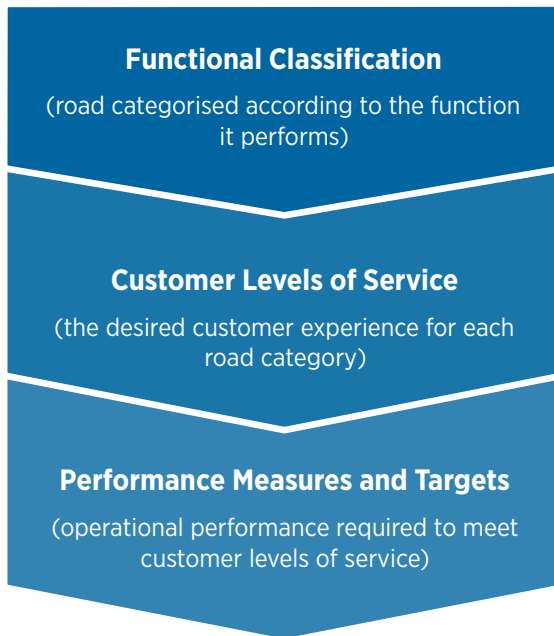 Functional Classification
(road categorised according to the function
it performs)
Customer Levels of Service
(the desired customer experience for each
road category)
Performance Measures and Targets
(operational performance required to meet
customer levels of service)